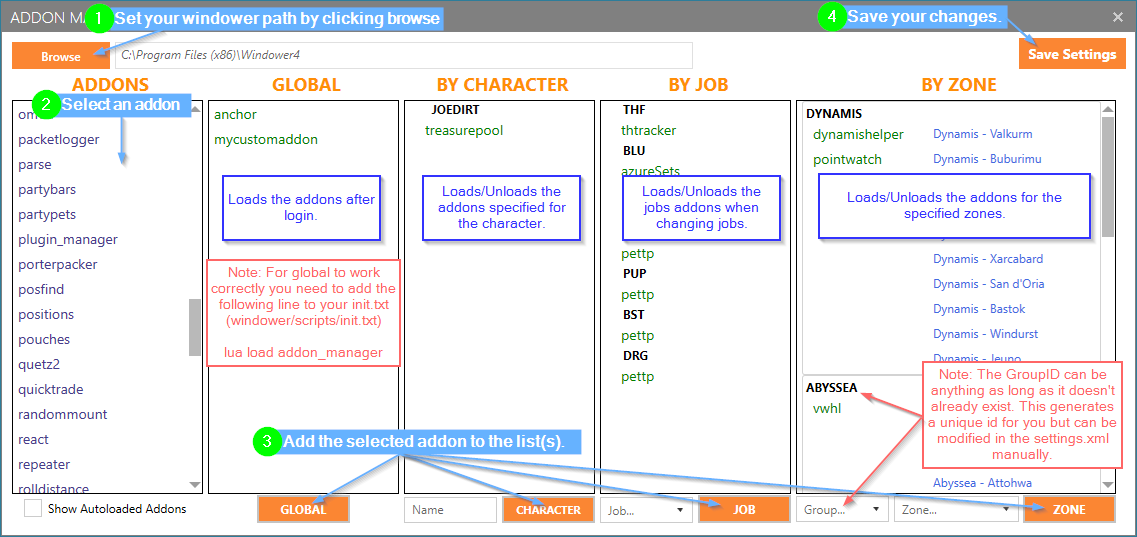 ADDON MA
1 Set your windower path by clicking browse
4 Save your changes.
Browse
C:\Program Files (x86)\Windower4
Save Settings
ADDONS
GLOBAL
BY CHARACTER
BY JOB
BY ZONE
2 Select an addon
packetlogger
parse
partybars
partypets
plugin_manager
porterpacker
posfind
positions
pouches
quetz2
quicktrade
randommount
react
repeater
rolldistance
Show Autoloaded Addons
anchor
mycustomaddon
Loads the addons after
login.
Note: For global to work
correctly you need to add the
following line to your init.txt
(windower/scripts/init.txt)
lua load addon_manager
GLOBAL
JOEDIRT
treasurepool
Loads/Unloads the
addons specified for
the character.
3 Add the selected addon to the list(s).
Name
CHARACTER
THF
thtracker
BLU
azureSets
Loads/Unloads the
jobs addons when
changing jobs.
pettp
PUP
pettp
BST
pettp
DRG
pettp
Job...
JOB
DYNAMIS
dynamishelper
pointwatch
Dynamis - Valkurm
Dynamis - Buburimu
Loads/Unloads the addons for the
specified zones.
Dynamis - Xarcabard
Dynamis - San d'Oria
Dynamis - Bastok
Dynamis - Windurst
Dynamis - Jeuno
ABYSSEA
vwhl
Note: The GroupID can be
anything as long as it doesn't
already exist. This generates
a unique id for you but can be
modified in the settings.xml
manually.
Abyssea - Attohwa
Group...
Zone...
ZONE